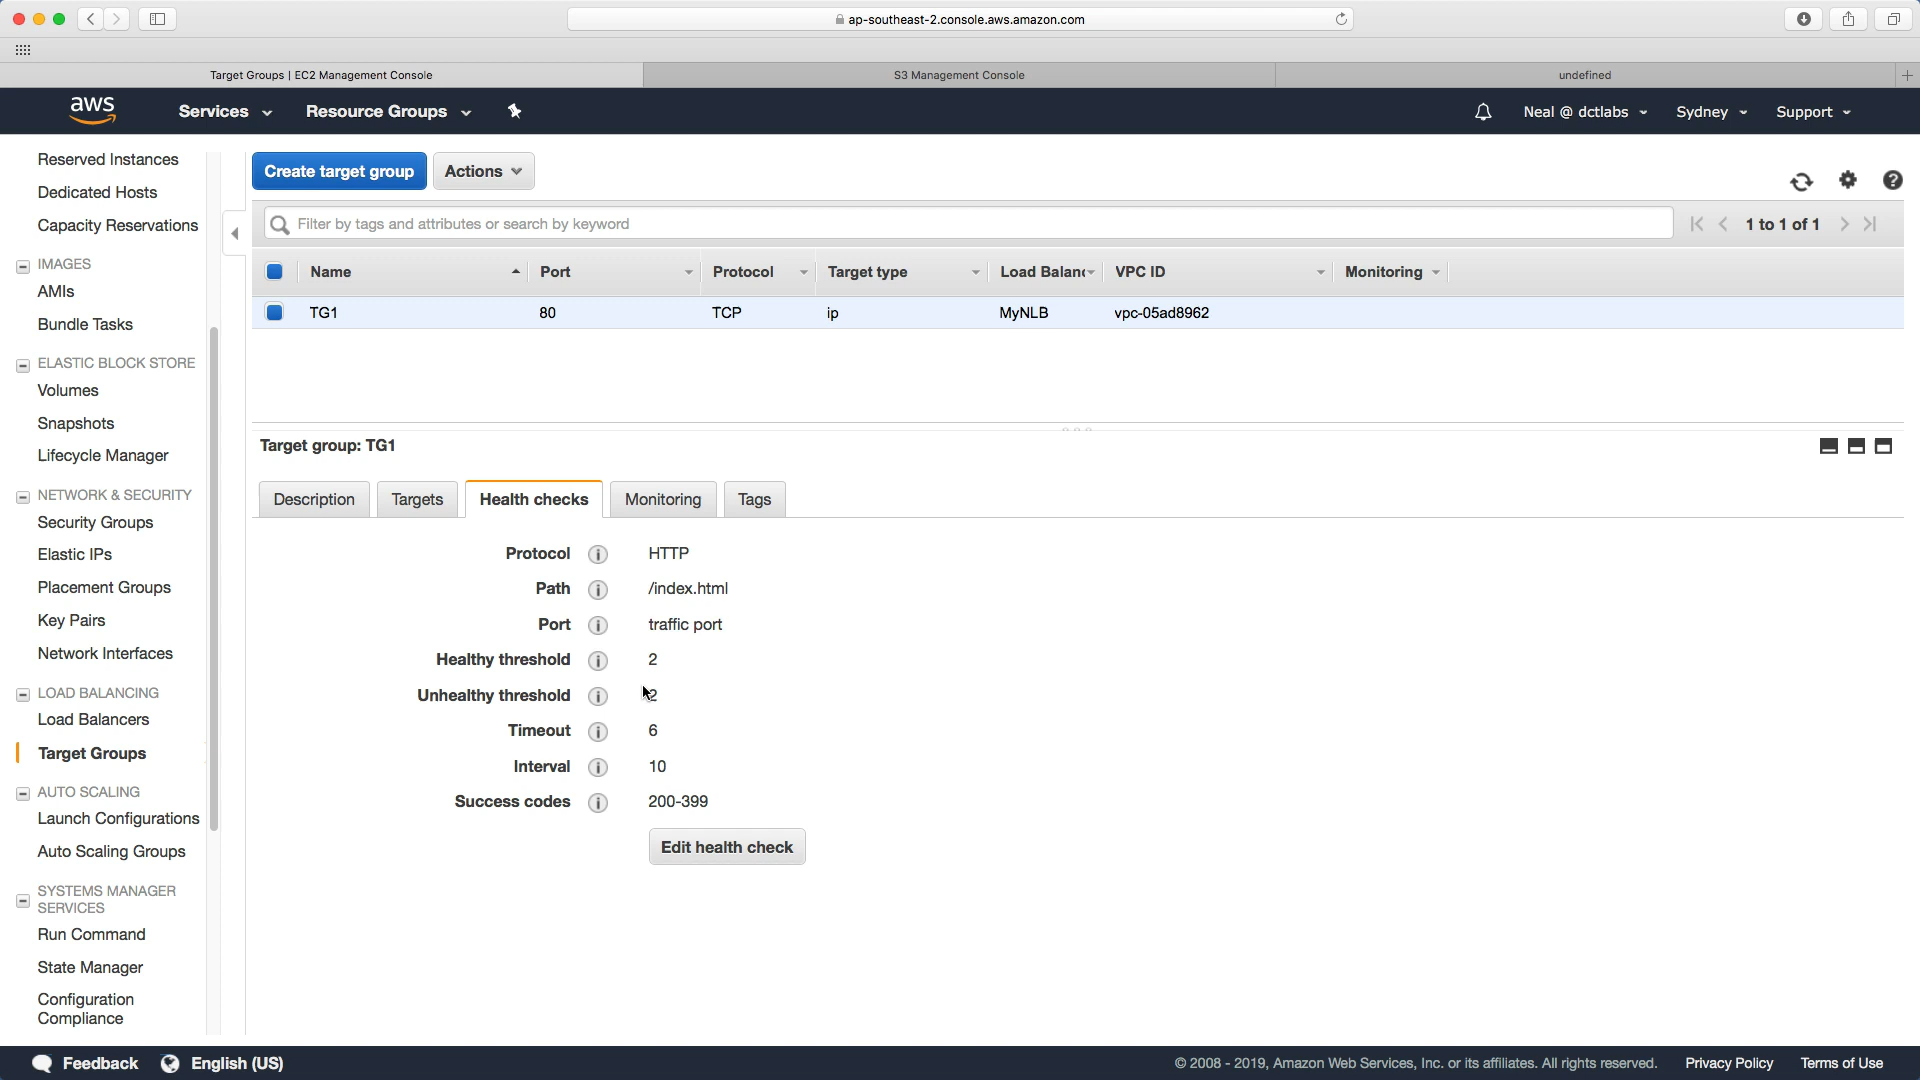 ap-southeast-2.console.aws.amazon.com
Target Groups | EC2 Management Console
S3 Management Console
undefined
aws
Services
Resource Groups
Neal @ dctlabs
Sydney
Support
Reserved Instances
Dedicated Hosts
Capacity Reservations
IMAGES
AMIs
Bundle Tasks
ELASTIC BLOCK STORE
Volumes
Snapshots
Lifecycle Manager
NETWORK & SECURITY
Security Groups
Elastic IPs
Placement Groups
Key Pairs
Network Interfaces
LOAD BALANCING
Load Balancers
Target Groups
AUTO SCALING
Launch Configurations
Auto Scaling Groups
SYSTEMS MANAGER
SERVICES
Run Command
State Manager
Configuration
Compliance
Create target group
Actions
Filter by tags and attributes or search by keyword
1 to 1 of 1
Name Port Protocol Target type Load Balanc VPC ID Monitoring
TG1 80 TCP ip MyNLB vpc-05ad8962
Target group: TG1
Description Targets Health checks Monitoring Tags
Protocol i HTTP
Path i /index.html
Port i traffic port
Healthy threshold i 2
Unhealthy threshold i 2
Timeout i 6
Interval i 10
Success codes i 200-399
Edit health check
Feedback
English (US)
© 2008 - 2019, Amazon Web Services, Inc. or its affiliates. All rights reserved.
Privacy Policy
Terms of Use